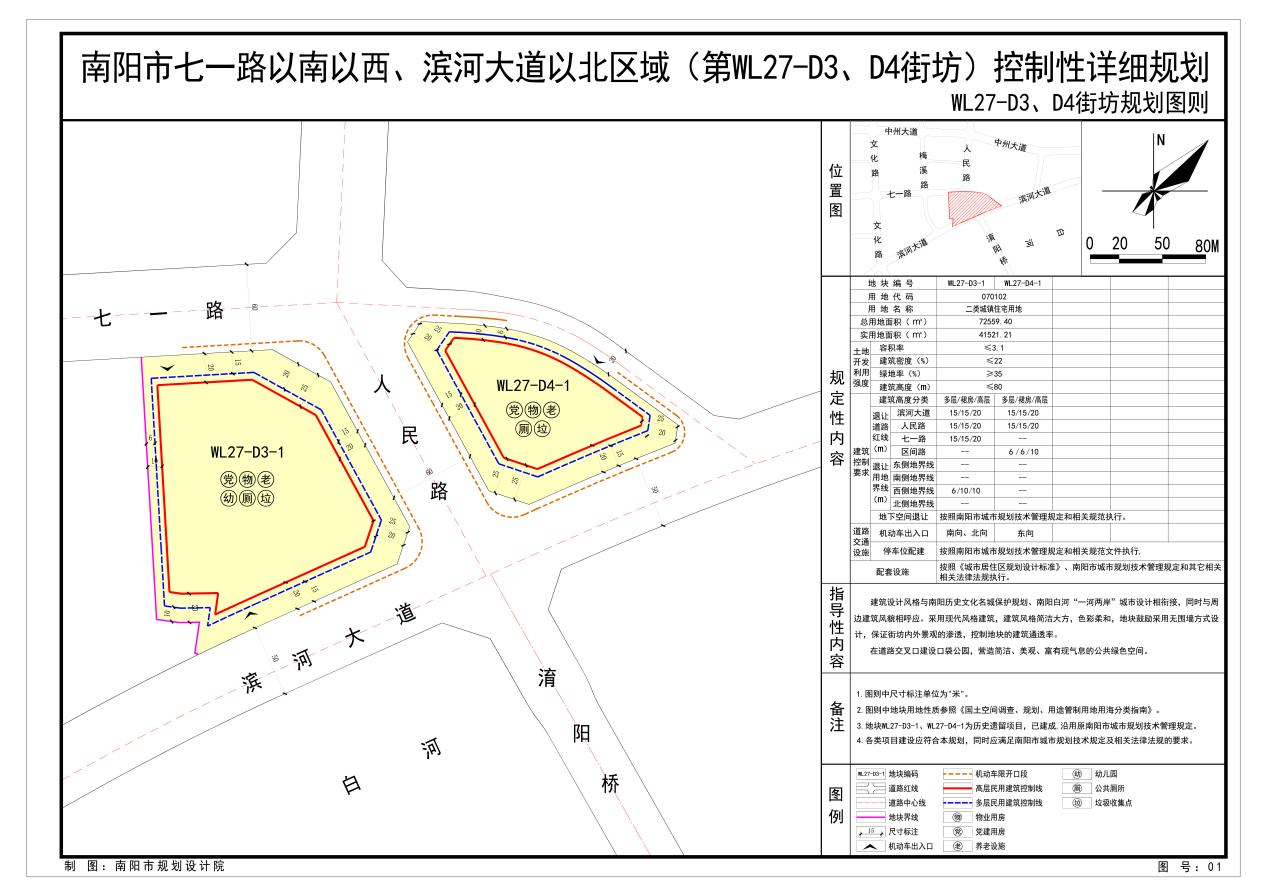 南阳市七一路以南以西、滨河大道以北区域（第WL27-D3、D4街坊）控制性详细规划
WL27-D3、D4街坊规划图则
七一路
人民路
滨河大道
淯阳桥
白河
WL27-D3-1
党 物 老
幼 厕 垃
WL27-D4-1
党 物 老
厕 垃
60
60
50
50
位置图
中州大道
中州大道
文化路
梅溪路
人民路
七一路
滨河大道
文化路
滨河大道
淯阳桥
白河
N
0 20 50 80M
规定性内容
地块编号 WL27-D3-1 WL27-D4-1
用地代码 070102
用地名称 二类城镇住宅用地
总用地面积（㎡） 72559.40
实用地面积（㎡） 41521.21
土地开发利用强度
容积率 ≤3.1
建筑密度（%） ≤22
绿地率（%） ≥35
建筑高度（m） ≤80
建筑控制要求
建筑高度分类 多层/裙房/高层 多层/裙房/高层
退让道路红线（m）
滨河大道 15/15/20 15/15/20
人民路 15/15/20 15/15/20
七一路 15/15/20 --
区间路 -- 6/6/10
退让用地界线（m）
东侧地界线 -- --
南侧地界线 -- --
西侧地界线 6/10/10 --
北侧地界线 -- --
地下空间退让 按照南阳市城市规划技术管理规定和相关规范执行。
道路交通设施
机动车出入口 南向、北向 东向
停车位配建 按照南阳市城市规划技术管理规定和相关规范文件执行.
配套设施 按照《城市居住区规划设计标准》、南阳市城市规划技术管理规定和其它相关
相关法律法规执行。
指导性内容
建筑设计风格与南阳历史文化名城保护规划、南阳白河“一河两岸”城市设计相衔接，同时与周
边建筑风貌相呼应。采用现代风格建筑，建筑风格简洁大方，色彩柔和，地块鼓励采用无围墙方式设
计，保证街坊内外景观的渗透，控制地块的建筑通透率。
在道路交叉口建设口袋公园，营造简洁、美观、富有现气息的公共绿色空间。
备注
1. 图则中尺寸标注单位为"米"。
2. 图则中地块用地性质参照《国土空间调查、规划、用途管制用地用海分类指南》。
3. 地块WL27-D3-1、WL27-D4-1为历史遗留项目，已建成,沿用原南阳市城市规划技术管理规定。
4. 各类项目建设应符合本规划，同时应满足南阳市城市规划技术规定及相关法律法规的要求。
图例
WL27-D3-1 地块编码 机动车限开口段 幼 幼儿园
道路红线 高层民用建筑控制线 厕 公共厕所
道路中心线 多层民用建筑控制线 垃 垃圾收集点
地块界线 物 物业用房
15 尺寸标注 党 党建用房
机动车出入口 老 养老设施
制 图：南阳市规划设计院
图 号：01